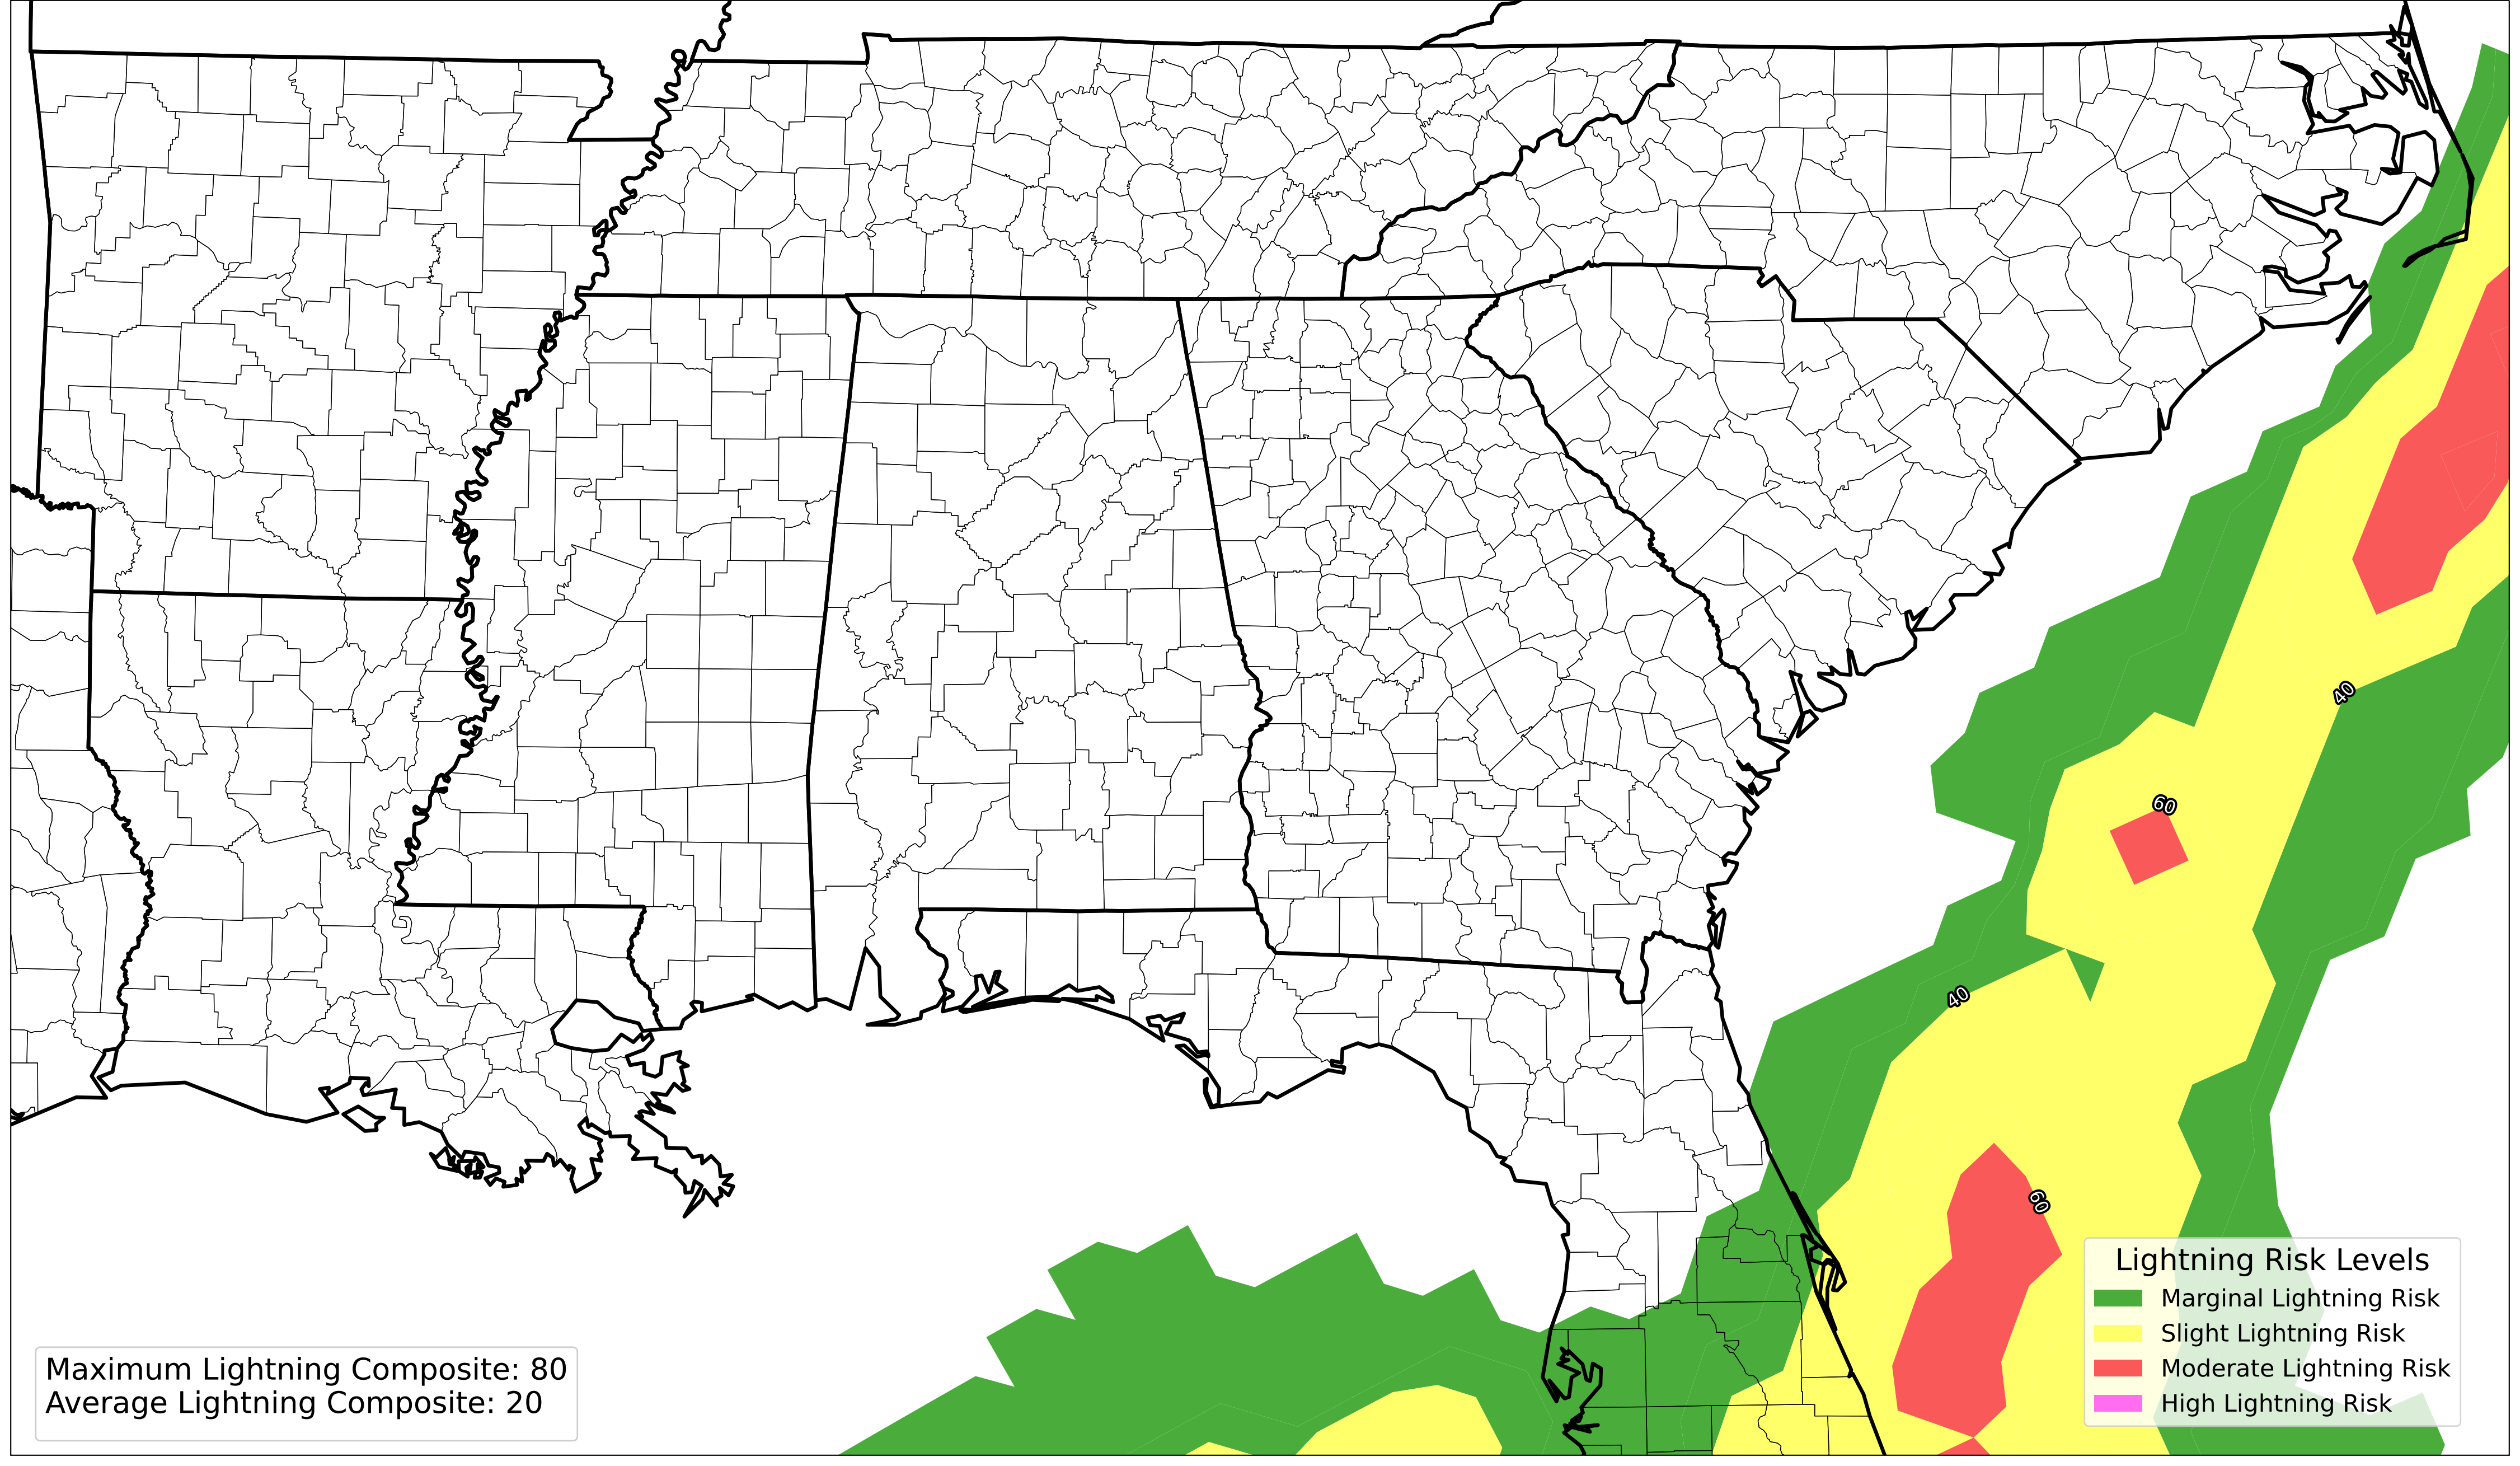 40
60
40
60
Lightning Risk Levels
Marginal Lightning Risk
Slight Lightning Risk
Moderate Lightning Risk
High Lightning Risk
Maximum Lightning Composite: 80
Average Lightning Composite: 20